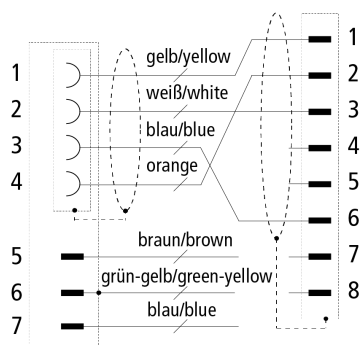 1
gelb/yellow
1
2
weiß/white
2
3
blau/blue
3
4
orange
4
5
6
5
braun/brown
7
6
grün-gelb/green-yellow
8
7
blau/blue